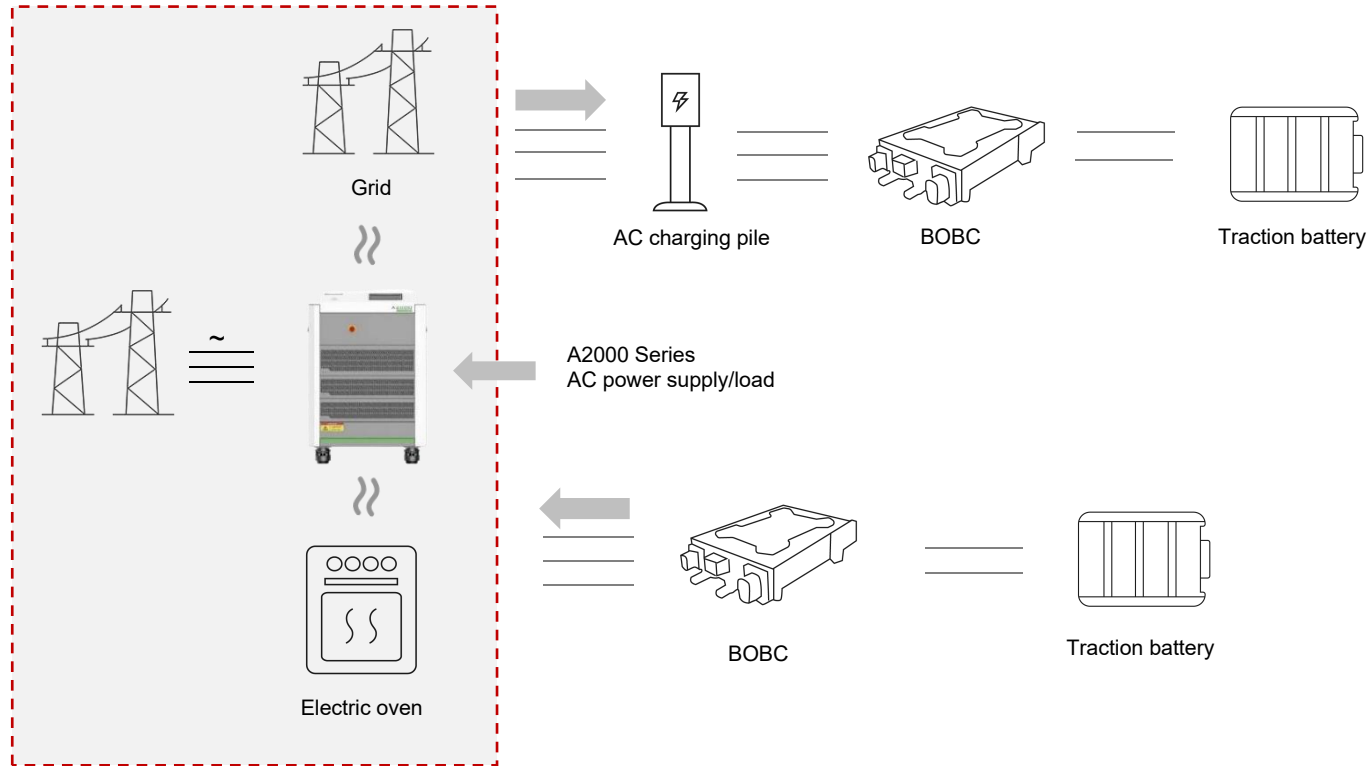 Grid
AC charging pile
BOBC
Traction battery
~
A2000 Series
AC power supply/load
BOBC
Traction battery
Electric oven